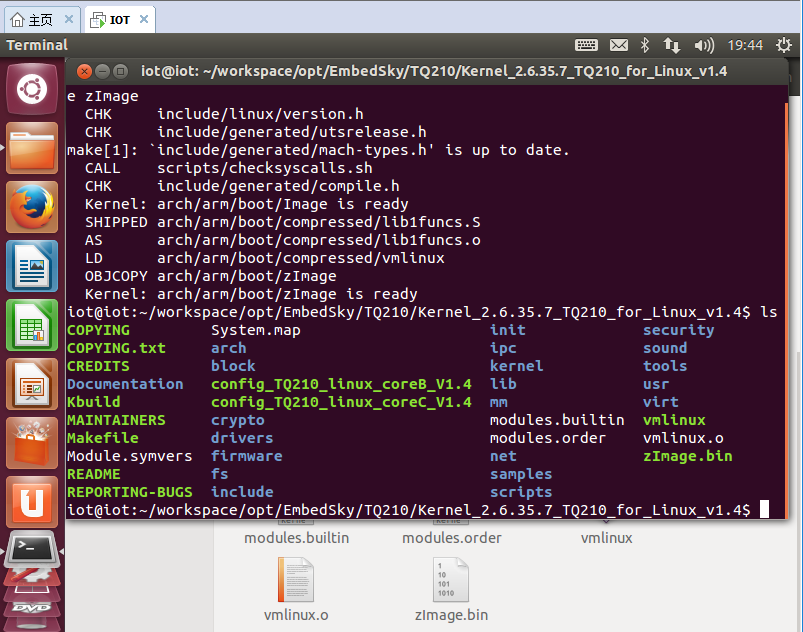 主页
IOT
Terminal
19:44
iot@iot: ~/workspace/opt/EmbedSky/TQ210/Kernel_2.6.35.7_TQ210_for_Linux_v1.4
e zImage
CHK     include/linux/version.h
CHK     include/generated/utsrelease.h
make[1]: `include/generated/mach-types.h' is up to date.
CALL    scripts/checksyscalls.sh
CHK     include/generated/compile.h
Kernel: arch/arm/boot/Image is ready
SHIPPED arch/arm/boot/compressed/lib1funcs.S
AS      arch/arm/boot/compressed/lib1funcs.o
LD      arch/arm/boot/compressed/vmlinux
OBJCOPY arch/arm/boot/zImage
Kernel: arch/arm/boot/zImage is ready
iot@iot:~/workspace/opt/EmbedSky/TQ210/Kernel_2.6.35.7_TQ210_for_Linux_v1.4$ ls
COPYING         System.map                      init              security
COPYING.txt     arch                            ipc               sound
CREDITS         block                           kernel            tools
Documentation   config_TQ210_linux_coreB_V1.4   lib               usr
Kbuild          config_TQ210_linux_coreC_V1.4   mm                virt
MAINTAINERS     crypto                          modules.builtin   vmlinux
Makefile        drivers                         modules.order     vmlinux.o
Module.symvers  firmware                        net               zImage.bin
README          fs                              samples
REPORTING-BUGS  include                         scripts
iot@iot:~/workspace/opt/EmbedSky/TQ210/Kernel_2.6.35.7_TQ210_for_Linux_v1.4$
modules.builtin modules.order vmlinux
1
10
101
1010
vmlinux.o zImage.bin